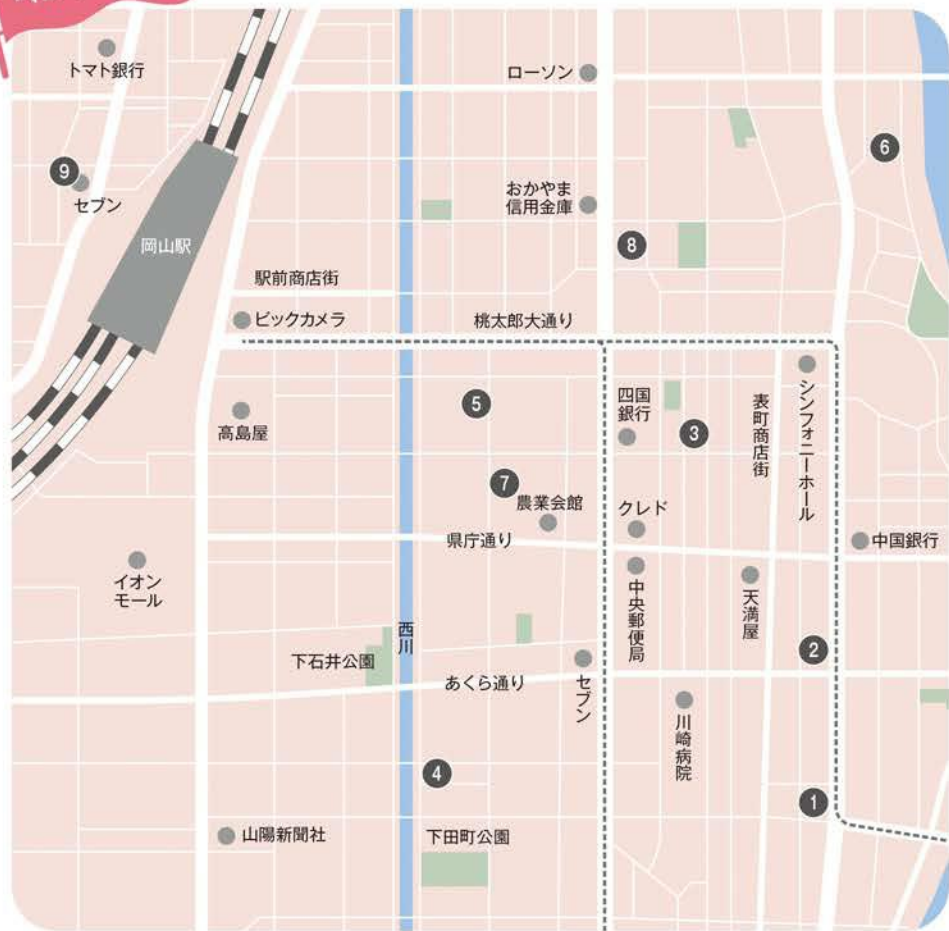 トマト銀行
ローソン
9
セブン
6
おかやま
信用金庫
岡山駅
8
駅前商店街
ビックカメラ
桃太郎大通り
高島屋
5
四国
銀行
3
表町商店街
シンフォニーホール
7
農業会館
クレド
県庁通り
中国銀行
イオン
モール
中央郵便局
天満屋
西川
下石井公園
2
あくら通り
セブン
川崎病院
4
1
山陽新聞社
下田町公園